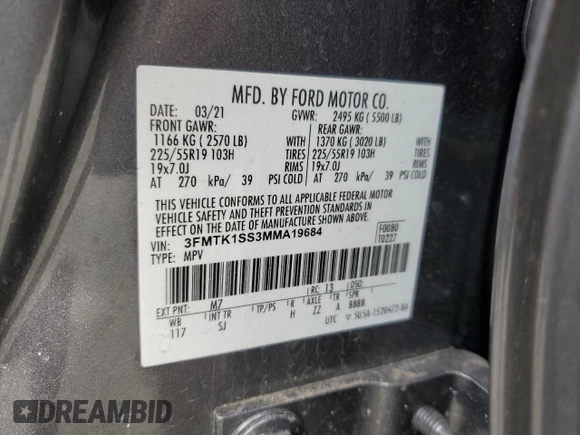 MFD. BY FORD MOTOR CO.
DATE: 03/21 GVWR: 2495 KG ( 5500 LB)
FRONT GAWR: REAR GAWR:
1166 KG ( 2570 LB) WITH 1370 KG ( 3020 LB) WITH
225/55R19 103H TIRES 225/55R19 103H TIRES
19x7.0J RIMS 19x7.0J RIMS
AT 270 kPa/ 39 PSI COLD AT 270 kPa/ 39 PSI COLD
THIS VEHICLE CONFORMS TO ALL APPLICABLE FEDERAL MOTOR
VEHICLE SAFETY AND THEFT PREVENTION STANDARDS IN
EFFECT ON THE DATE OF MANUFACTURE SHOWN ABOVE.
VIN: 3FMTK1SS3MMA19684 F0080
TYPE: MPV T0227
EXT PNT: M7 RC: 13 DSO:
WB INT TR TP/PS R AXLE TR SPR
117 SJ H ZZ A 8888
UTC
DREAMBID